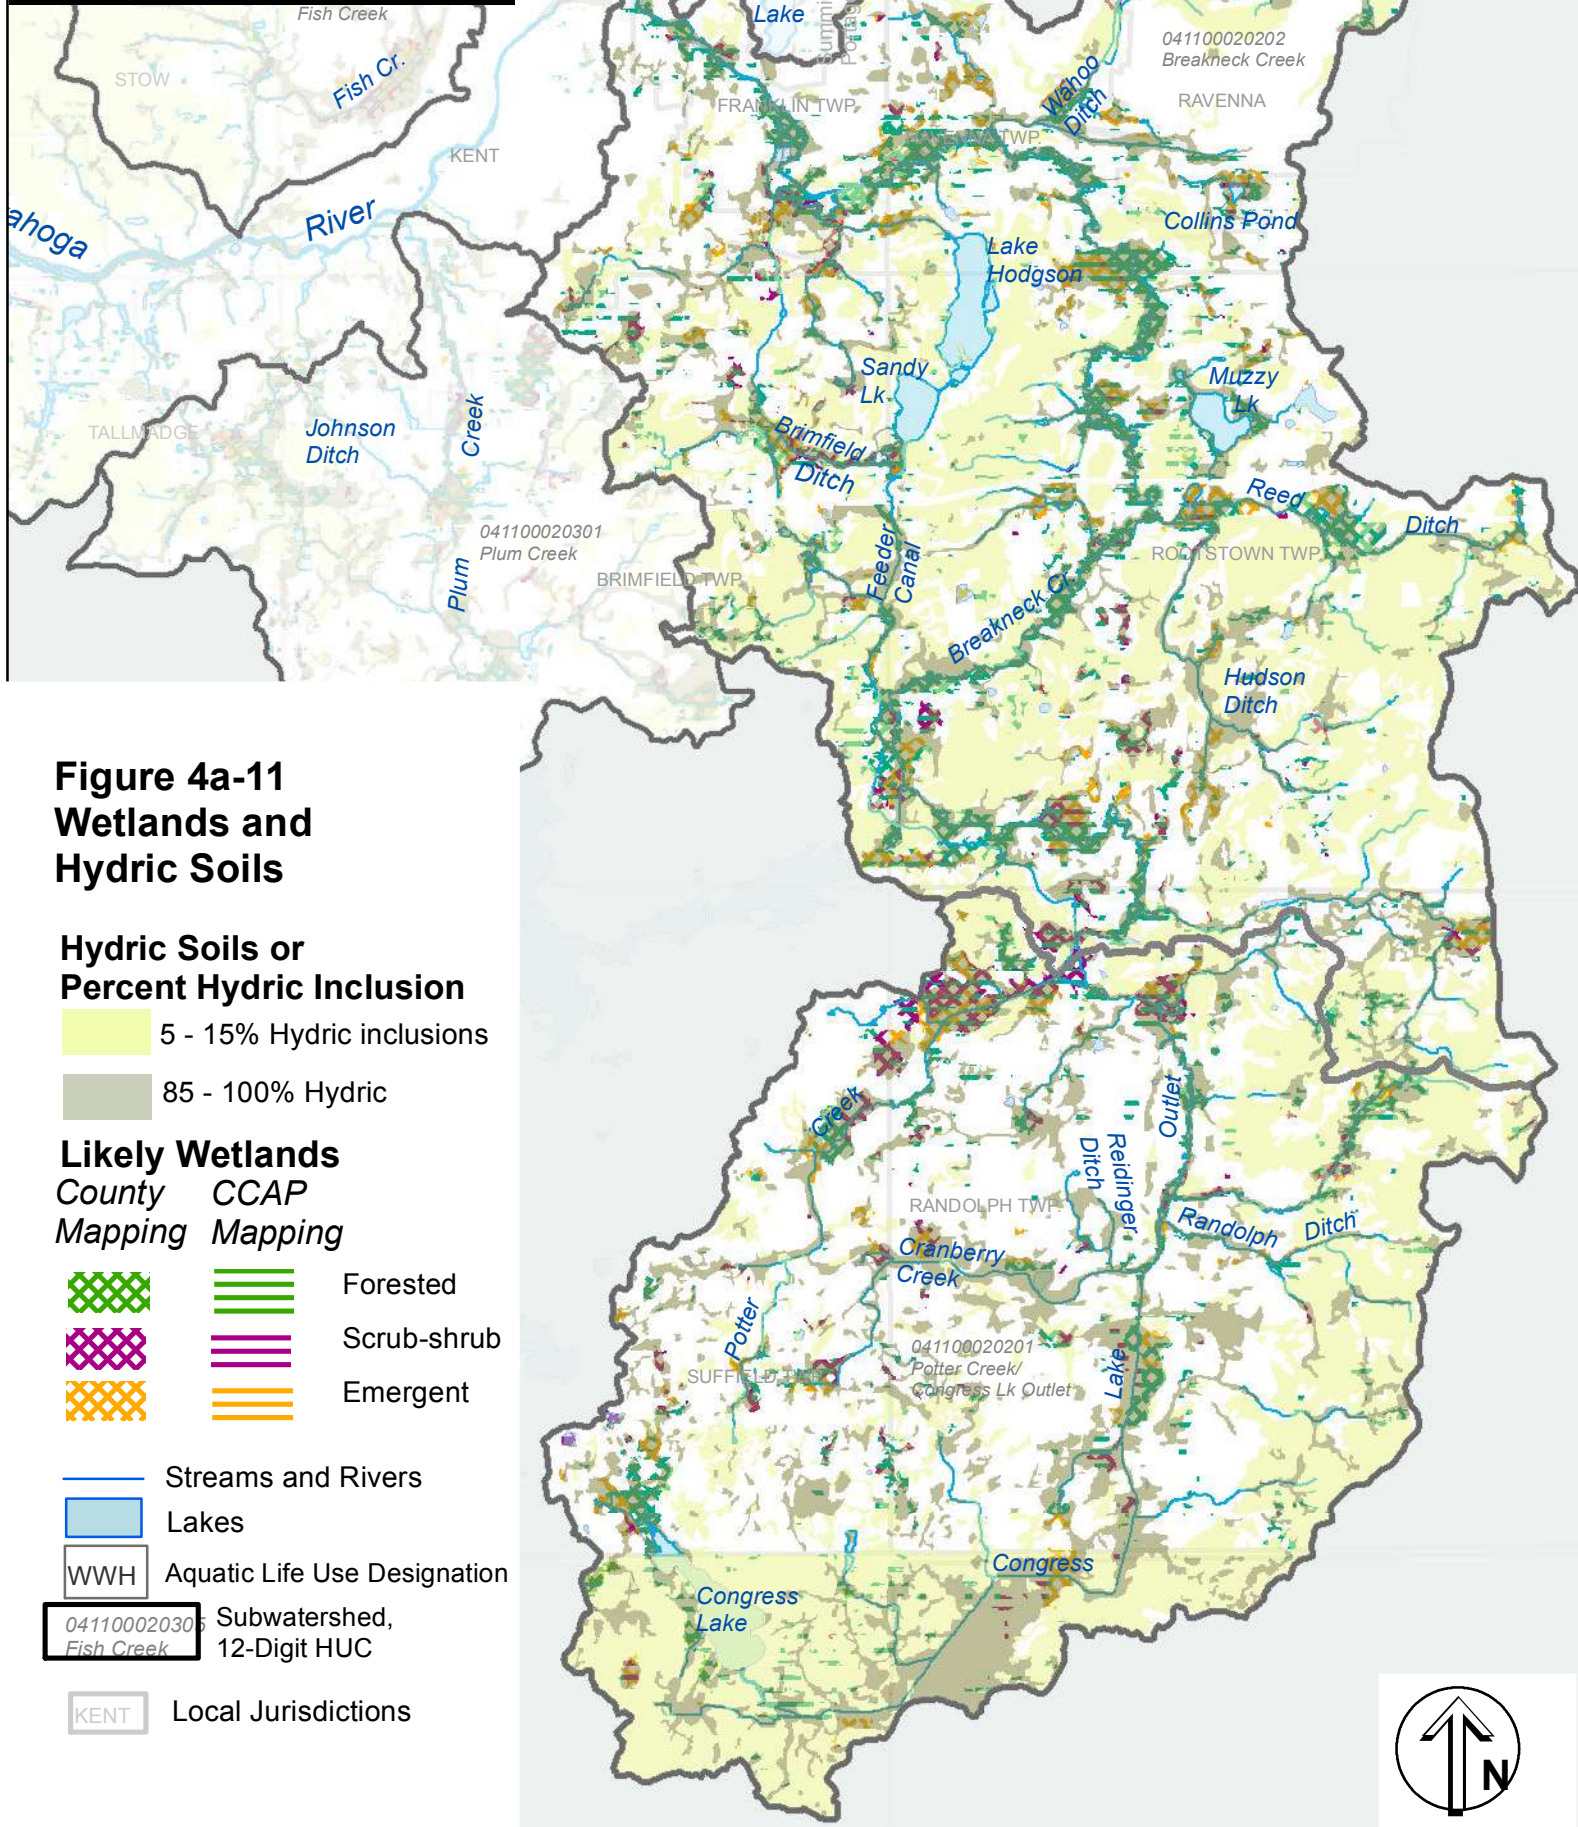 Fish Creek
Lake
041100020202
Breakneck Creek
STOW
Fish Cr.
Wahoo
Ditch
RAVENNA
FRANKLIN TWP.
TWP.
KENT
River
ahoga
Collins Pond
Lake
Hodgson
Sandy
Lk
Muzzy
Lk
TALLMADGE
Johnson
Ditch
Creek
Brimfield
Ditch
Reed
Ditch
041100020301
Plum Creek
ROOTSTOWN TWP.
BRIMFIELD TWP.
Plum
Feeder
Canal
Breakneck Cr.
Hudson
Ditch
Figure 4a-11
Wetlands and
Hydric Soils
Hydric Soils or
Percent Hydric Inclusion
5 - 15% Hydric inclusions
85 - 100% Hydric
Likely Wetlands
County
Mapping
CCAP
Mapping
Forested
Scrub-shrub
Emergent
Streams and Rivers
Lakes
WWH
Aquatic Life Use Designation
041100020305
Fish Creek
Subwatershed,
12-Digit HUC
KENT
Local Jurisdictions
Creek
Outlet
Reidinger
Ditch
RANDOLPH TWP.
Randolph
Ditch
Cranberry
Creek
Potter
041100020201
Potter Creek/
Congress Lk Outlet
Lake
SUFFIELD TWP.
Congress
Congress
Lake
N